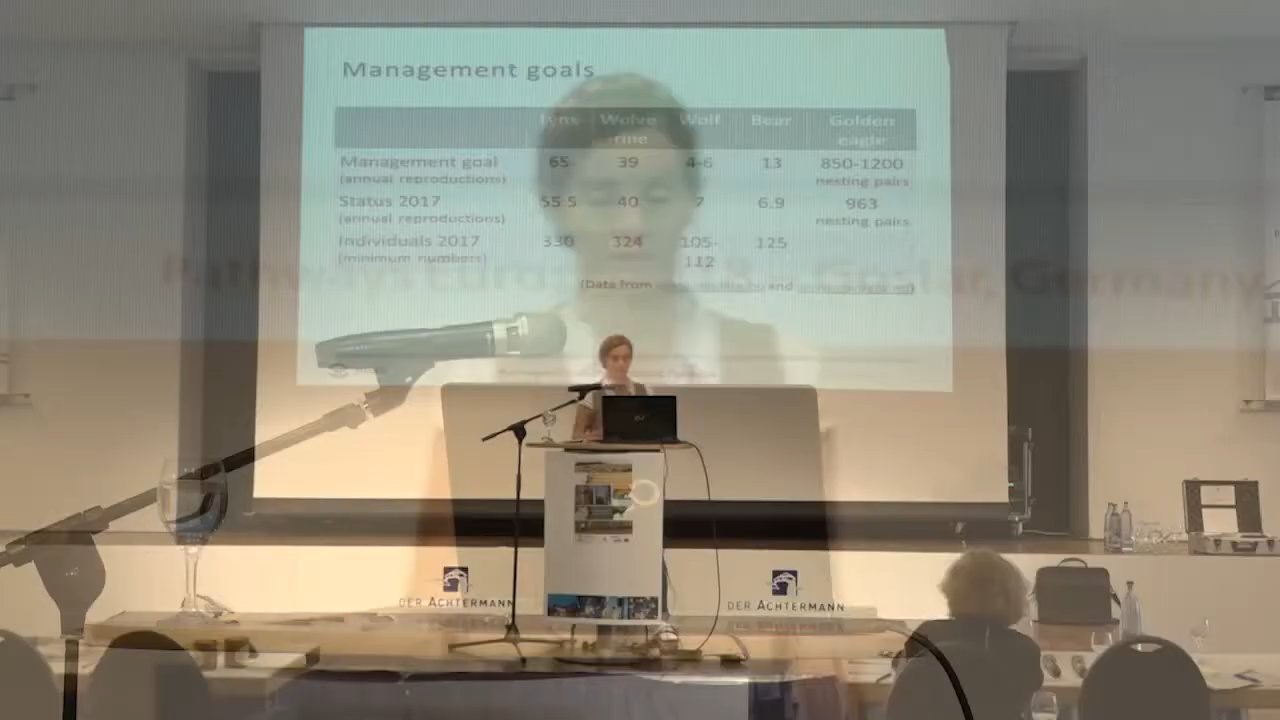 Management goals
Lynx Wolve Wolf Bear Golden
rine eagle
Management goal 65 39 4-6 13 850-1200
(annual reproductions) nesting pairs
Status 2017 55.5 40 7 6.9 963
(annual reproductions) nesting pairs
Individuals 2017 330 324 105- 125
(minimum numbers) 112
(Data from and
Pathways Goslar, Germany
DER ACHTERMANN DER ACHTERMANN